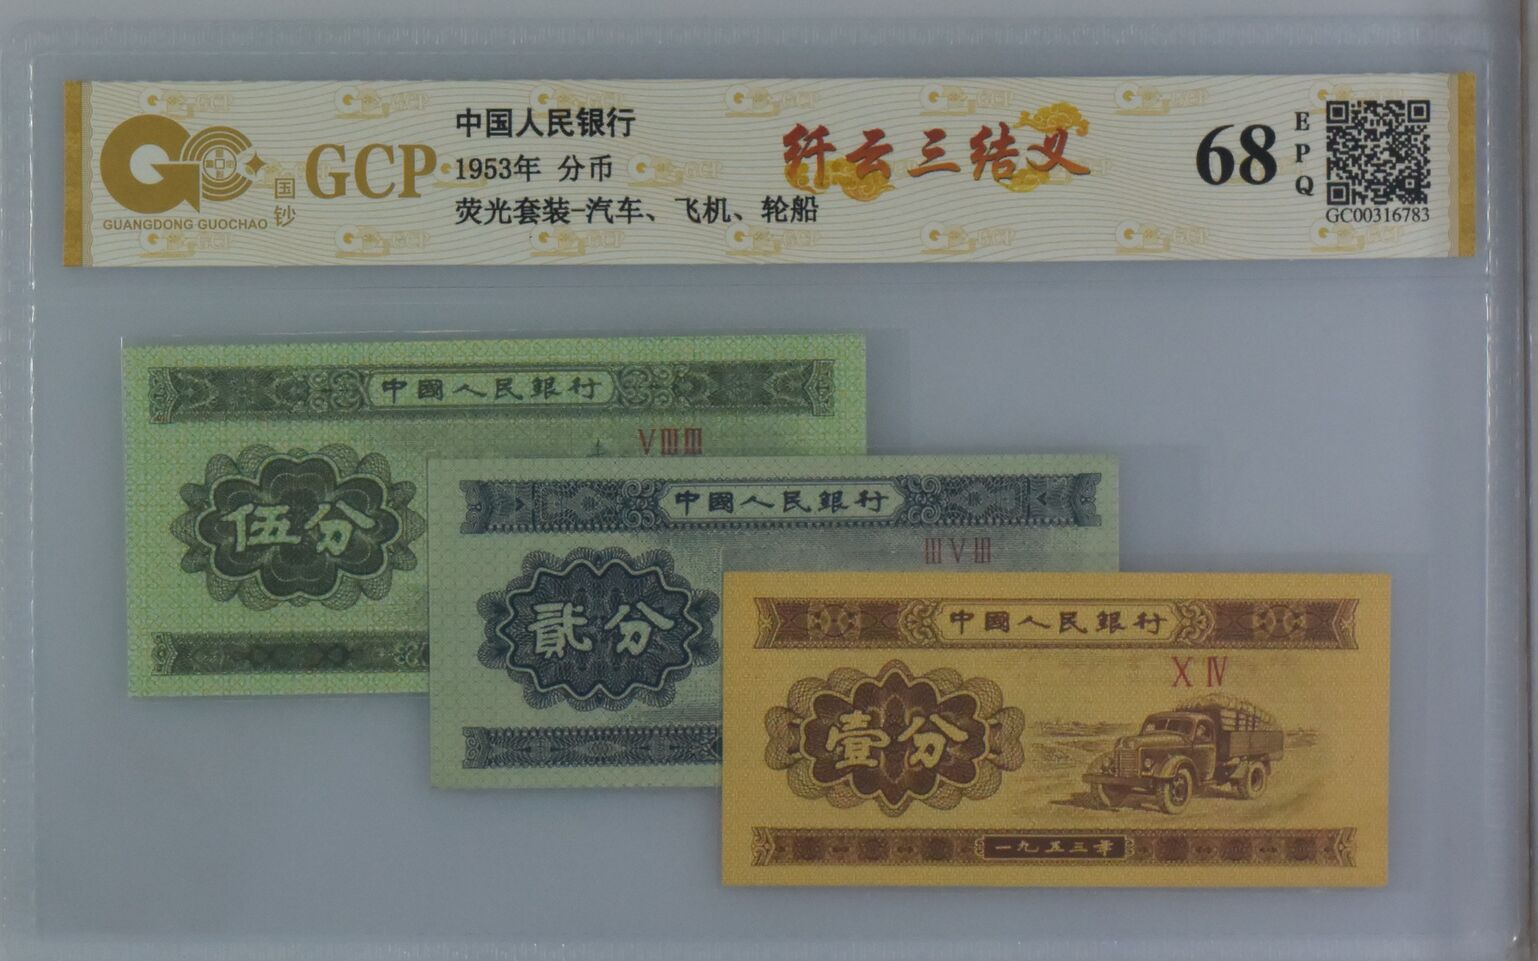 中国人民银行
1953年 分币
荧光套装-汽车、飞机、轮船
GCP
国钞
GUANGDONG GUOCHAO
纤云三结义
68
EPQ
GC00316783
中國人民銀行
VⅢⅢ
伍分
中國人民銀行
ⅢVⅢ
貳分
中國人民銀行
XⅣ
壹分
一九五三年